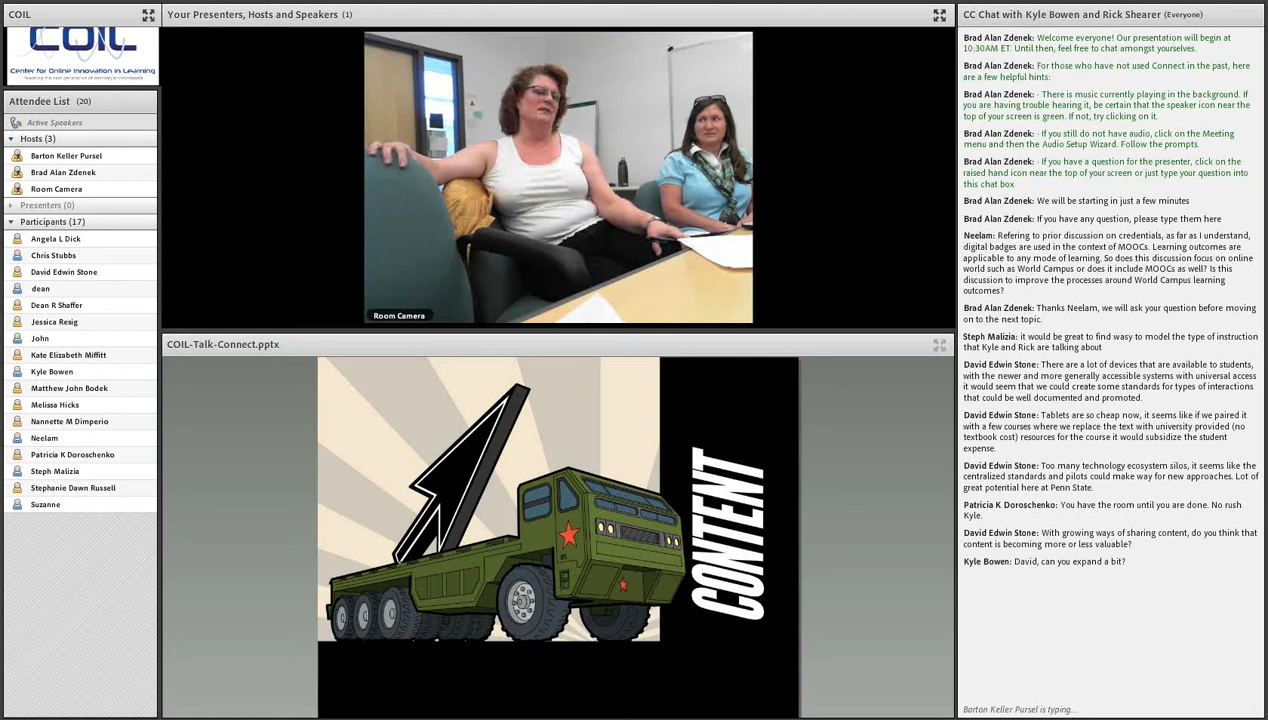 COIL
COIL
Center for Online Innovation in Learning
Attendee List (20)
Active Speakers
Hosts (3)
Barton Keller Pursel
Brad Alan Zdenek
Room Camera
Presenters (0)
Participants (17)
Angela L Dick
Chris Stubbs
David Edwin Stone
dean
Dean R Shaffer
Jessica Resig
John
Kate Elizabeth Miffitt
Kyle Bowen
Matthew John Bodek
Melissa Hicks
Nannette M Dimperio
Neelam
Patricia K Doroschenko
Steph Malizia
Stephanie Dawn Russell
Suzanne
Your Presenters, Hosts and Speakers (1)
Room Camera
COIL-Talk-Connect.pptx
CONTENT
CC Chat with Kyle Bowen and Rick Shearer (Everyone)
Brad Alan Zdenek: Welcome everyone! Our presentation will begin at
10:30AM ET. Until then, feel free to chat amongst yourselves.
Brad Alan Zdenek: For those who have not used Connect in the past, here
are a few helpful hints:
Brad Alan Zdenek: · There is music currently playing in the background. If
you are having trouble hearing it, be certain that the speaker icon near the
top of your screen is green. If not, try clicking on it.
Brad Alan Zdenek: · If you still do not have audio, click on the Meeting
menu and then the Audio Setup Wizard. Follow the prompts.
Brad Alan Zdenek: · If you have a question for the presenter, click on the
raised hand icon near the top of your screen or just type your question into
this chat box
Brad Alan Zdenek: We will be starting in just a few minutes
Brad Alan Zdenek: If you have any question, please type them here
Neelam: Refering to prior discussion on credentials, as far as I understand,
digital badges are used in the context of MOOCs. Learning outcomes are
applicable to any mode of learning. So does this discussion focus on online
world such as World Campus or does it include MOOCs as well? Is this
discussion to improve the processes around World Campus learning
outcomes?
Brad Alan Zdenek: Thanks Neelam, we will ask your question before moving
on to the next topic.
Steph Malizia: it would be great to find wasy to model the type of instruction
that Kyle and Rick are talking about
David Edwin Stone: There are a lot of devices that are available to students,
with the newer and more generally accessible systems with universal access
it would seem that we could create some standards for types of interactions
that could be well documented and promoted.
David Edwin Stone: Tablets are so cheap now, it seems like if we paired it
with a few courses where we replace the text with university provided (no
textbook cost) resources for the course it would subsidize the student
expense.
David Edwin Stone: Too many technology ecosystem silos, it seems like the
centralized standards and pilots could make way for new approaches. Lot of
great potential here at Penn State.
Patricia K Doroschenko: You have the room until you are done. No rush
Kyle.
David Edwin Stone: With growing ways of sharing content, do you think that
content is becoming more or less valuable?
Kyle Bowen: David, can you expand a bit?
Barton Keller Pursel is typing...